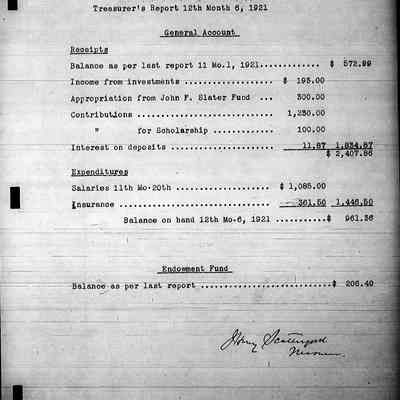 Treasurer's Report 12th Month 6, 1921
General Account
Receipts
Balance as per last report 11 Mo.1, 1921............. $ 572.99
Income from investments ................. $ 195.00
Appropriation from John F. Slater Fund ... 300.00
Contributions .......................... 1,230.00
" for Scholarship ............ 100.00
Interest on deposits .................... 11.87 1,834.87
$ 2,407.86
Expenditures
Salaries 11th Mo.20th ................... $ 1,085.00
Insurance .............................. 361.50 1,446.50
Balance on hand 12th Mo-6, 1921 ..........$ 961.36
Endowment Fund
Balance as per last report ..........................$ 206.40
Henry Scattergood